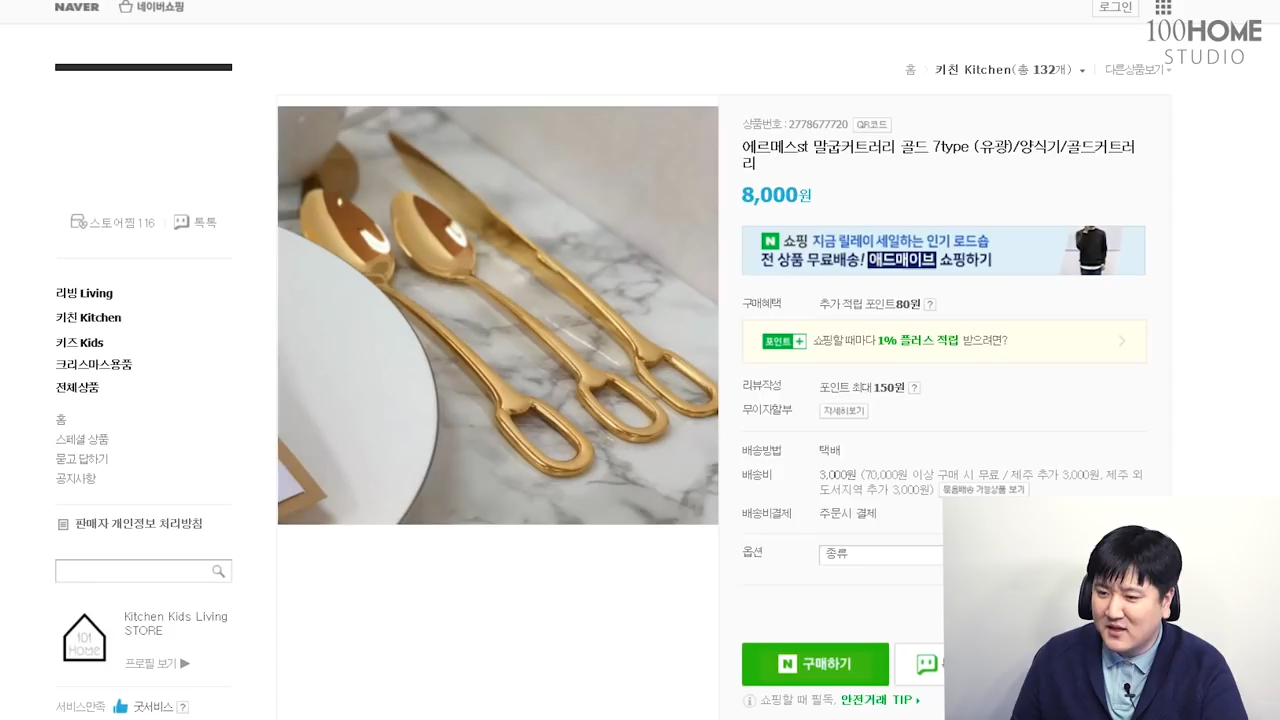 NAVER
네이버쇼핑
로그인
100HOME
STUDIO
홈
키친 Kitchen(총 132개)
다른상품보기
상품번호 : 2778677720
QR코드
에르메스st 말굽커트러리 골드 7type (유광)/양식기/골드커트러
리
8,000원
N 쇼핑 지금 릴레이 세일하는 인기 로드숍
전 상품 무료배송! 애드매이브 쇼핑하기
구매혜택
추가 적립 포인트80원 ?
포인트 + 쇼핑할 때마다 1% 플러스 적립 받으려면?
리뷰작성
포인트 최대 150원 ?
무이자할부
자세히보기
배송방법
택배
배송비
3,000원 (70,000원 이상 구매 시 무료 / 제주 추가 3,000원, 제주 외
도서지역 추가 3,000원) 묶음배송 가능상품 보기
배송비결제
주문시 결제
옵션
종류
N 구매하기
쇼핑할 때 필독, 안전거래 TIP
스토어찜 116
톡톡
리빙 Living
키친 Kitchen
키즈 Kids
크리스마스용품
전체상품
홈
스페셜 상품
묻고 답하기
공지사항
판매자 개인정보 처리방침
101
HOME
Kitchen Kids Living
STORE
프로필 보기 ▶
서비스만족
굿서비스 ?